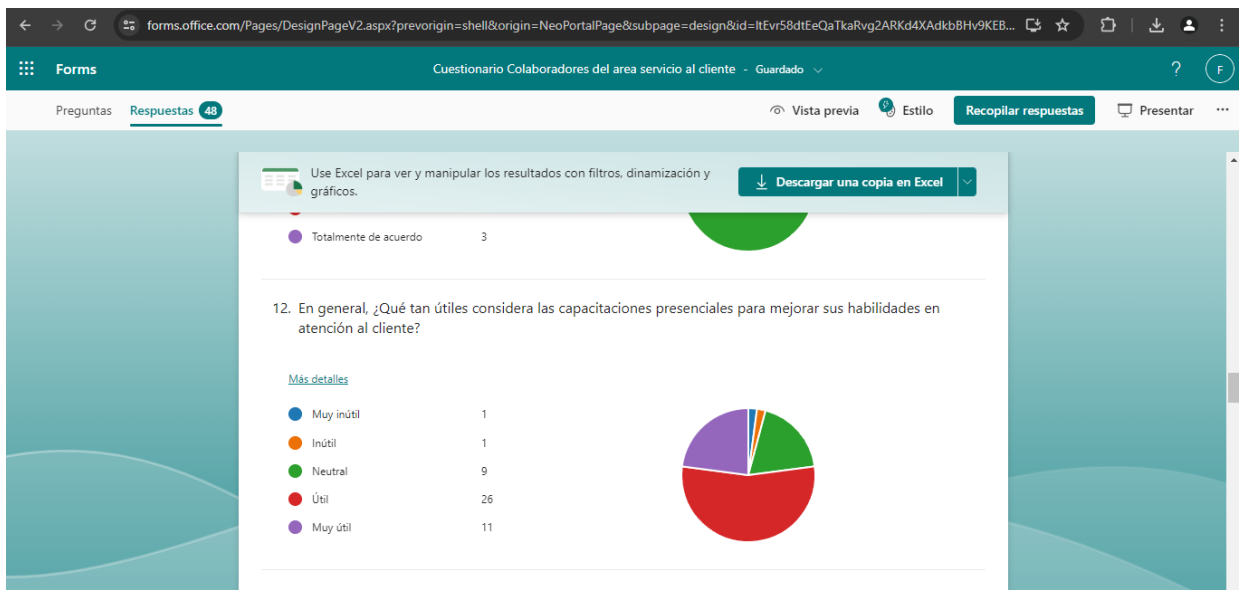 forms.office.com/Pages/DesignPageV2.aspx?prevorigin=shell&origin=NeoPortalPage&subpage=design&id=ItEvr58dtEeQaTkaRvg2ARKd4XAdkbBHv9KEB...
Forms
Cuestionario Colaboradores del area servicio al cliente - Guardado
?
F
Preguntas
Respuestas 48
Vista previa
Estilo
Recopilar respuestas
Presentar
...
Use Excel para ver y manipular los resultados con filtros, dinamización y
gráficos.
Descargar una copia en Excel
Totalmente de acuerdo 3
12. En general, ¿Qué tan útiles considera las capacitaciones presenciales para mejorar sus habilidades en
atención al cliente?
Más detalles
Muy inútil 1
Inútil 1
Neutral 9
Útil 26
Muy útil 11